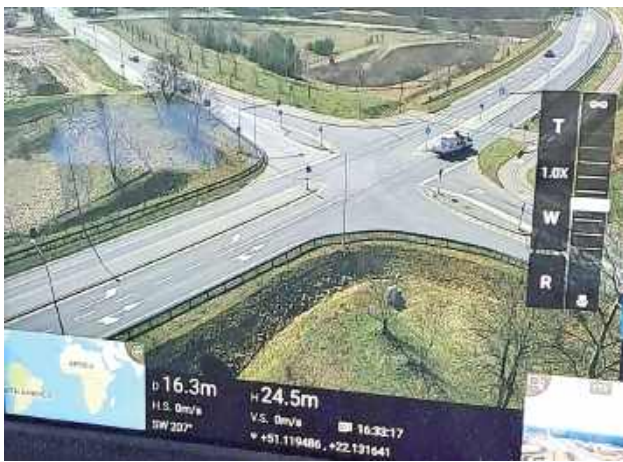 T
1.0X
W
R
AFRICA
D 16.3m
H 24.5m
H.S. 0m/s
V.S. 0m/s
16:33:17
SW 207°
+51.119486, +22.131641